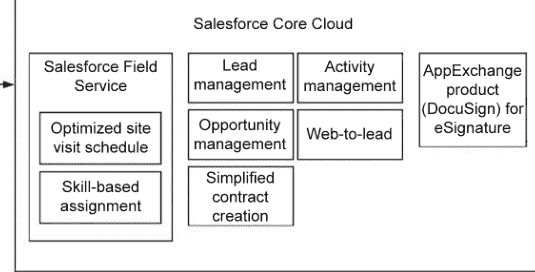 Salesforce Core Cloud
Salesforce Field
Service
Optimized site
visit schedule
Skill-based
assignment
Lead
management
Activity
management
Opportunity
management
Web-to-lead
Simplified
contract
creation
AppExchange
product
(DocuSign) for
eSignature